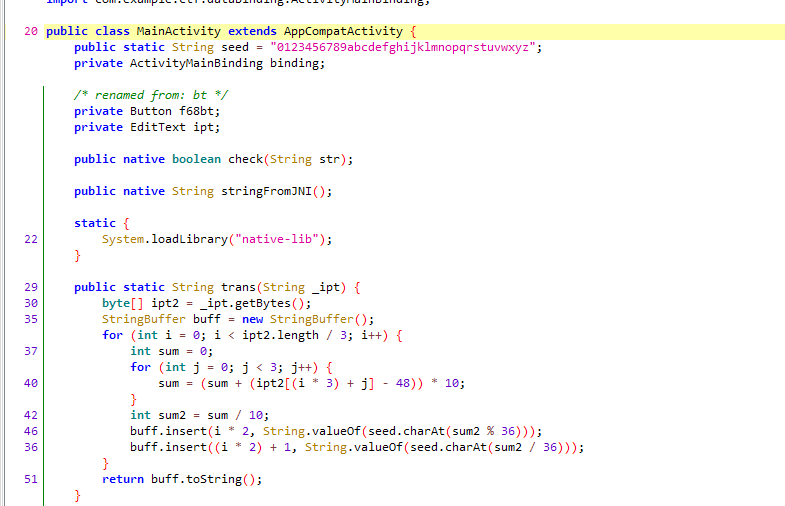 import com.example.ctf.databinding.ActivityMainBinding;
20 public class MainActivity extends AppCompatActivity {
public static String seed = "0123456789abcdefghijklmnopqrstuvwxyz";
private ActivityMainBinding binding;
/* renamed from: bt */
private Button f68bt;
private EditText ipt;
public native boolean check(String str);
public native String stringFromJNI();
static {
22 System.loadLibrary("native-lib");
}
29 public static String trans(String _ipt) {
30 byte[] ipt2 = _ipt.getBytes();
35 StringBuffer buff = new StringBuffer();
for (int i = 0; i < ipt2.length / 3; i++) {
37 int sum = 0;
for (int j = 0; j < 3; j++) {
40 sum = (sum + (ipt2[(i * 3) + j] - 48)) * 10;
}
42 int sum2 = sum / 10;
46 buff.insert(i * 2, String.valueOf(seed.charAt(sum2 % 36)));
36 buff.insert((i * 2) + 1, String.valueOf(seed.charAt(sum2 / 36)));
}
51 return buff.toString();
}